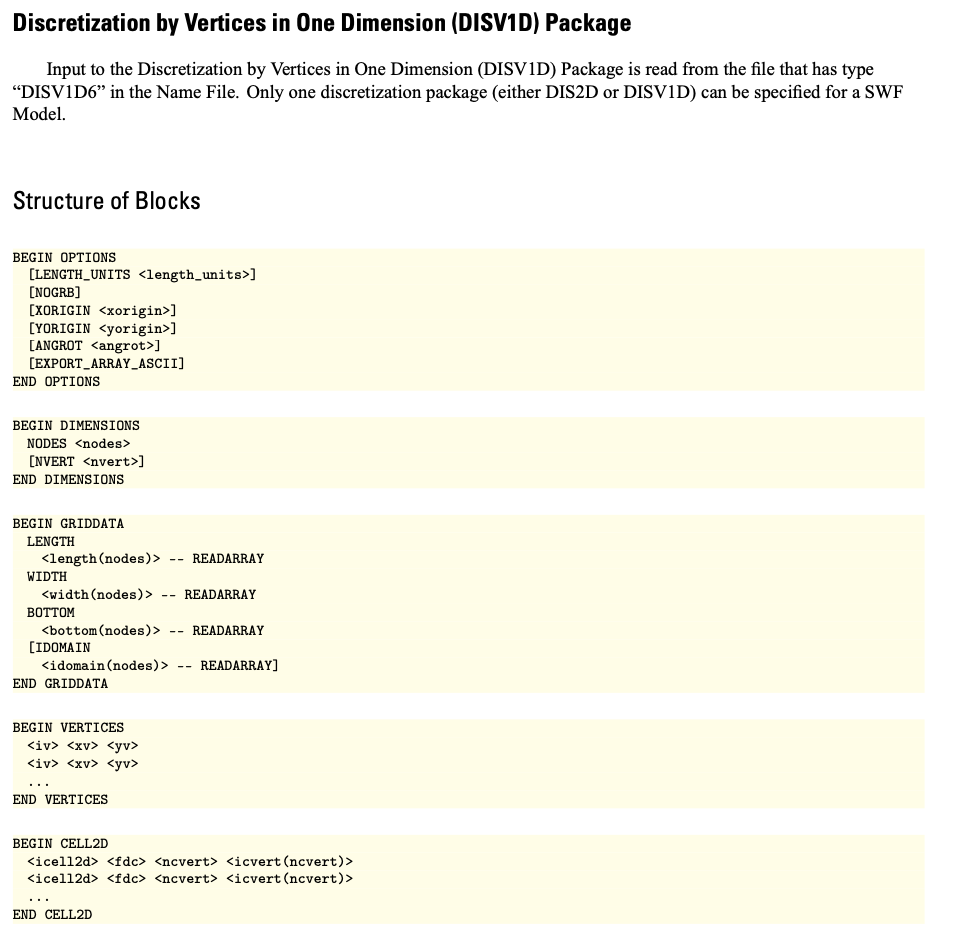 Discretization by Vertices in One Dimension (DISV1D) Package
Input to the Discretization by Vertices in One Dimension (DISV1D) Package is read from the file that has type
“DISV1D6” in the Name File. Only one discretization package (either DIS2D or DISV1D) can be specified for a SWF
Model.
Structure of Blocks
BEGIN OPTIONS
  [LENGTH_UNITS <length_units>]
  [NOGRB]
  [XORIGIN <xorigin>]
  [YORIGIN <yorigin>]
  [ANGROT <angrot>]
  [EXPORT_ARRAY_ASCII]
END OPTIONS
BEGIN DIMENSIONS
  NODES <nodes>
  [NVERT <nvert>]
END DIMENSIONS
BEGIN GRIDDATA
  LENGTH
    <length(nodes)> -- READARRAY
  WIDTH
    <width(nodes)> -- READARRAY
  BOTTOM
    <bottom(nodes)> -- READARRAY
  [IDOMAIN
    <idomain(nodes)> -- READARRAY]
END GRIDDATA
BEGIN VERTICES
  <iv> <xv> <yv>
  <iv> <xv> <yv>
  ...
END VERTICES
BEGIN CELL2D
  <icell2d> <fdc> <ncvert> <icvert(ncvert)>
  <icell2d> <fdc> <ncvert> <icvert(ncvert)>
  ...
END CELL2D